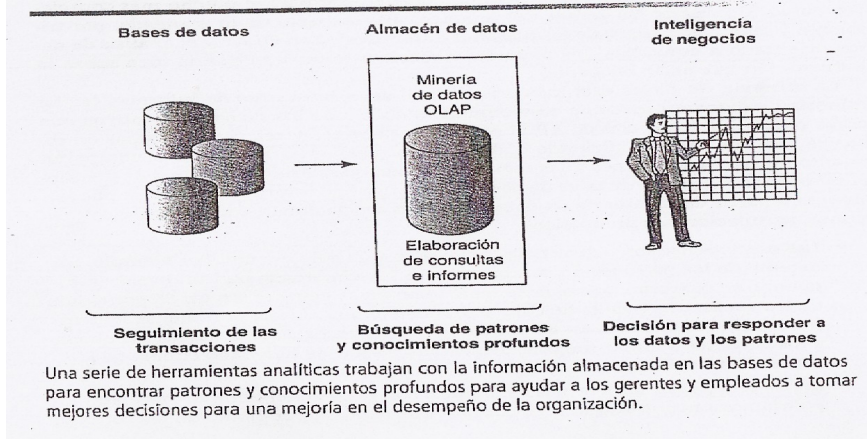 Bases de datos
Almacén de datos
Inteligencia
de negocios
Minería
de datos
OLAP
Elaboración
de consultas
e informes
Seguimiento de las
transacciones
Búsqueda de patrones
y conocimientos profundos
Decisión para responder a
los datos y los patrones
Una serie de herramientas analíticas trabajan con la información almacenada en las bases de datos
para encontrar patrones y conocimientos profundos para ayudar a los gerentes y empleados a tomar
mejores decisiones para una mejoría en el desempeño de la organización.